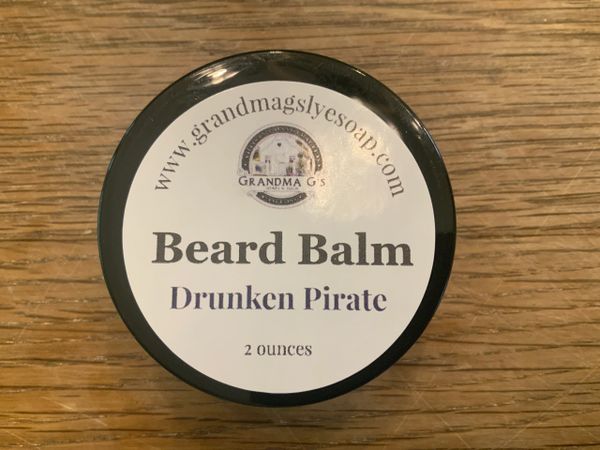 www.grandmagslyesoap.com
GRANDMA G'S
Beard Balm
Drunken Pirate
2 ounces